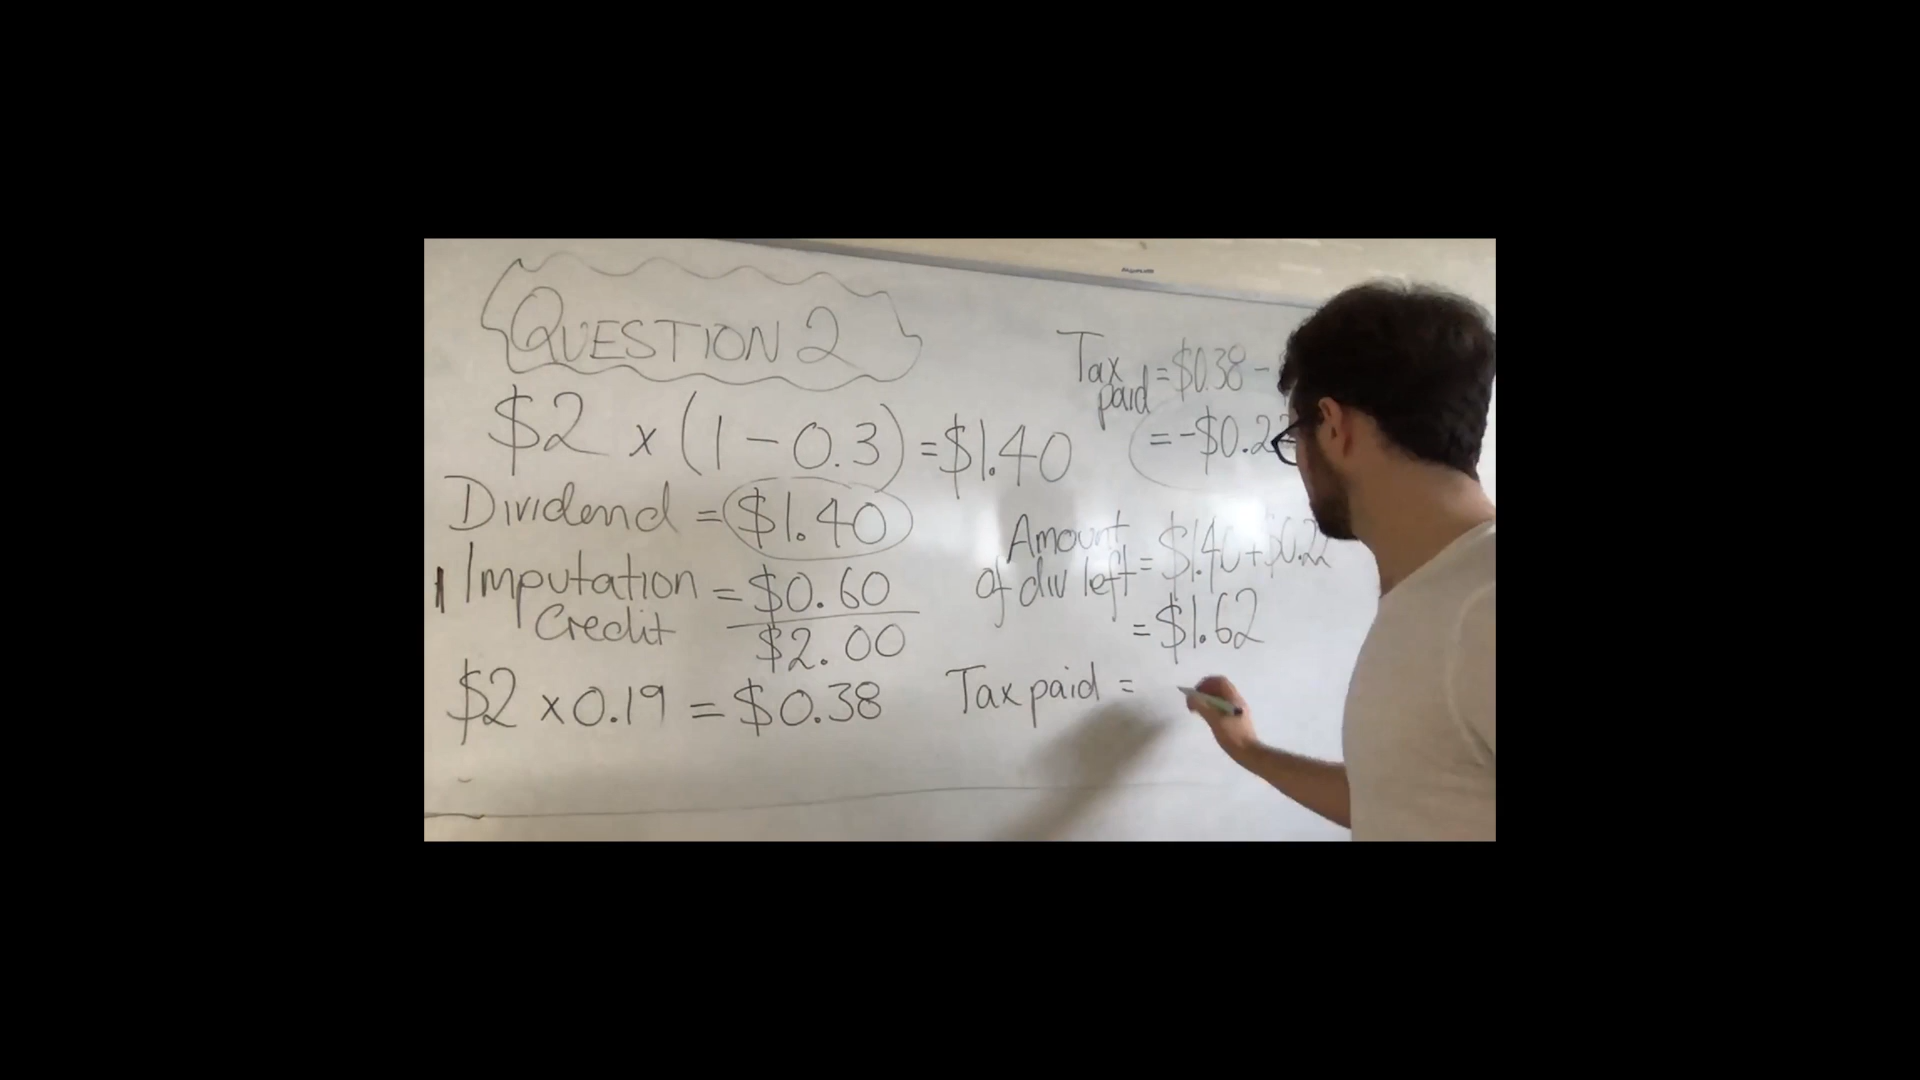 QUESTION 2
$2 x (1 - 0.3) = $1.40
Dividend = $1.40
Imputation Credit = $0.60
$2.00
$2 x 0.19 = $0.38
Tax paid = $0.38 -
= -$0.22
Amount of div left = $1.40 + $0.22
= $1.62
Tax paid =